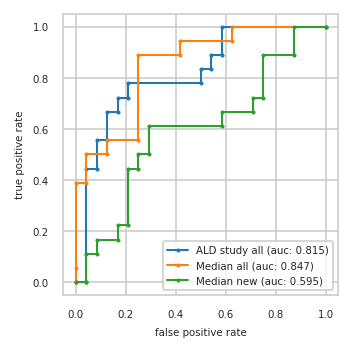 1.0
0.8
0.6
0.4
0.2
0.0
true positive rate
ALD study all (auc: 0.815)
Median all (auc: 0.847)
Median new (auc: 0.595)
0.0 0.2 0.4 0.6 0.8 1.0
false positive rate